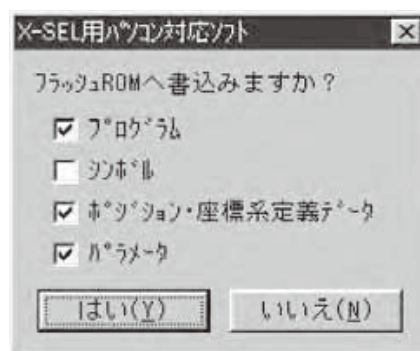 X-SEL用ﾊﾟｿｺﾝ対応ｿﾌﾄ
ﾌﾗｯｼｭROMへ書込みますか？
ﾌﾟﾛｸﾞﾗﾑ
ｼﾝﾎﾞﾙ
ﾎﾟｼﾞｼｮﾝ・座標系定義ﾃﾞｰﾀ
ﾊﾟﾗﾒｰﾀ
はい(Y)
いいえ(N)